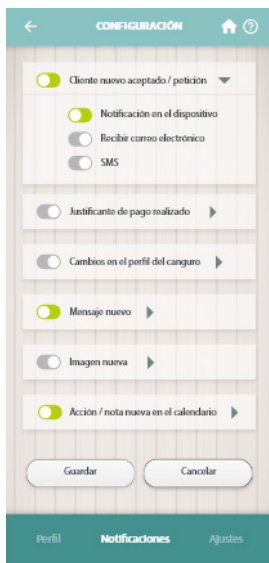 CONFIGURACIÓN
Cliente nuevo aceptado / petición
Notificación en el dispositivo
Recibir correo electrónico
SMS
Justificante de pago realizado
Cambios en el perfil del canguro
Mensaje nuevo
Imagen nueva
Acción / nota nueva en el calendario
Guardar Cancelar
Perfil Notificaciones Ajustes